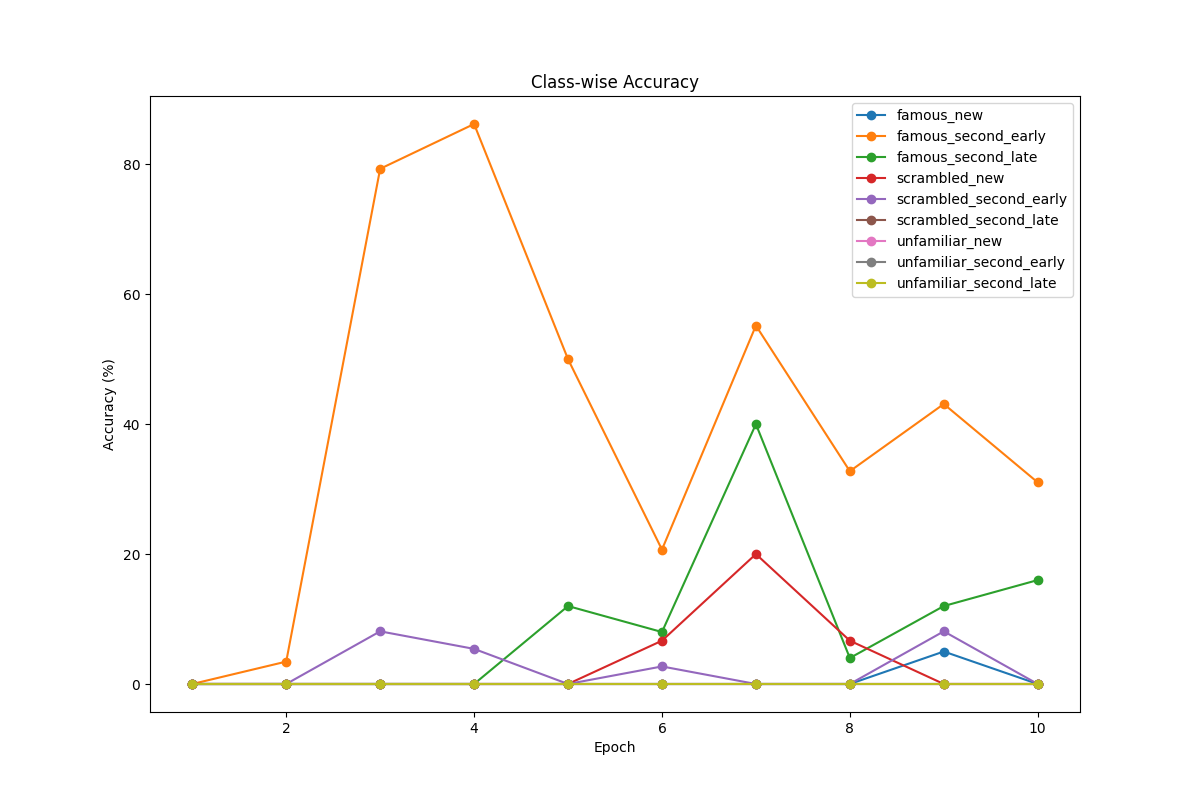 Class-wise Accuracy
famous_new
famous_second_early
famous_second_late
scrambled_new
scrambled_second_early
scrambled_second_late
unfamiliar_new
unfamiliar_second_early
unfamiliar_second_late
Accuracy (%)
80
60
40
20
0
2 4 6 8 10
Epoch